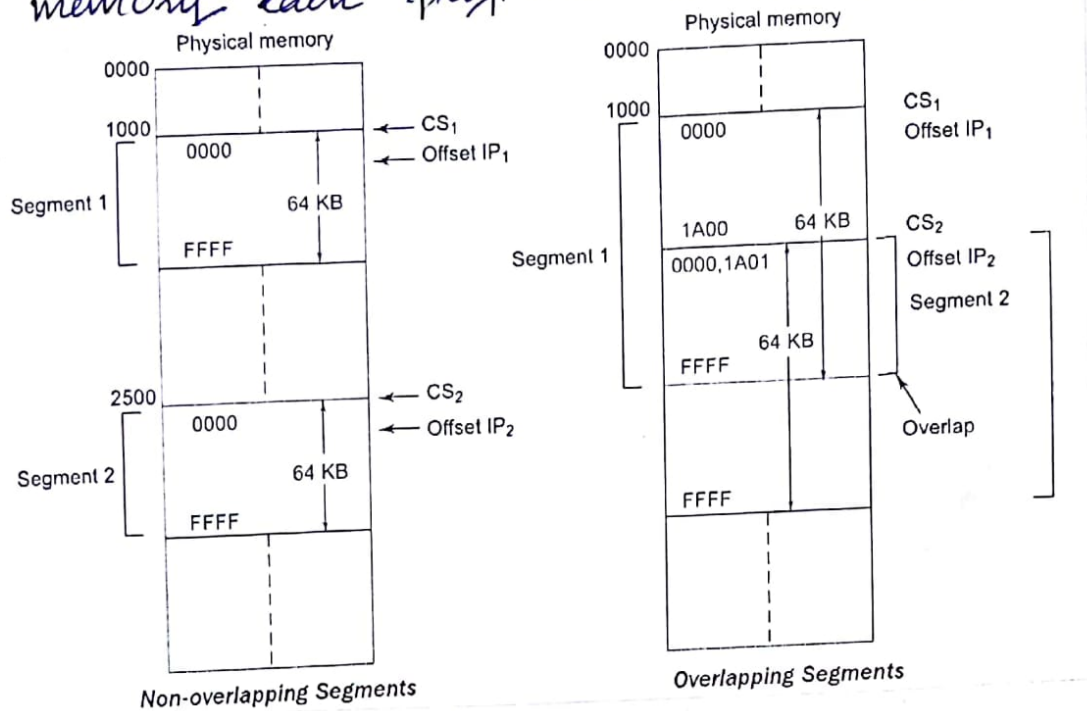 memory each
Physical memory
0000
1000
CS₁
0000
Offset IP₁
Segment 1
64 KB
FFFF
2500
CS₂
0000
Offset IP₂
Segment 2
64 KB
FFFF
Non-overlapping Segments
Physical memory
0000
1000
CS₁
0000
Offset IP₁
1A00
64 KB
CS₂
Segment 1
0000,1A01
Offset IP₂
Segment 2
64 KB
FFFF
Overlap
FFFF
Overlapping Segments